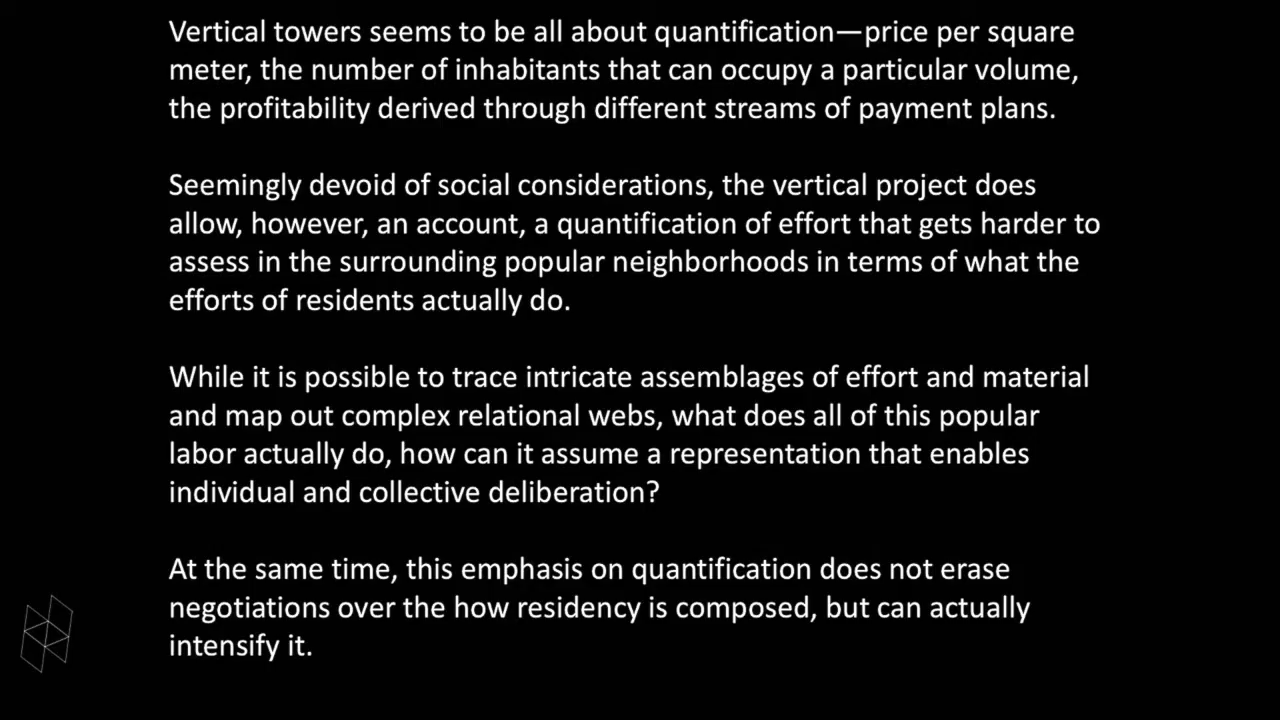 Vertical towers seems to be all about quantification—price per square
meter, the number of inhabitants that can occupy a particular volume,
the profitability derived through different streams of payment plans.
Seemingly devoid of social considerations, the vertical project does
allow, however, an account, a quantification of effort that gets harder to
assess in the surrounding popular neighborhoods in terms of what the
efforts of residents actually do.
While it is possible to trace intricate assemblages of effort and material
and map out complex relational webs, what does all of this popular
labor actually do, how can it assume a representation that enables
individual and collective deliberation?
At the same time, this emphasis on quantification does not erase
negotiations over the how residency is composed, but can actually
intensify it.